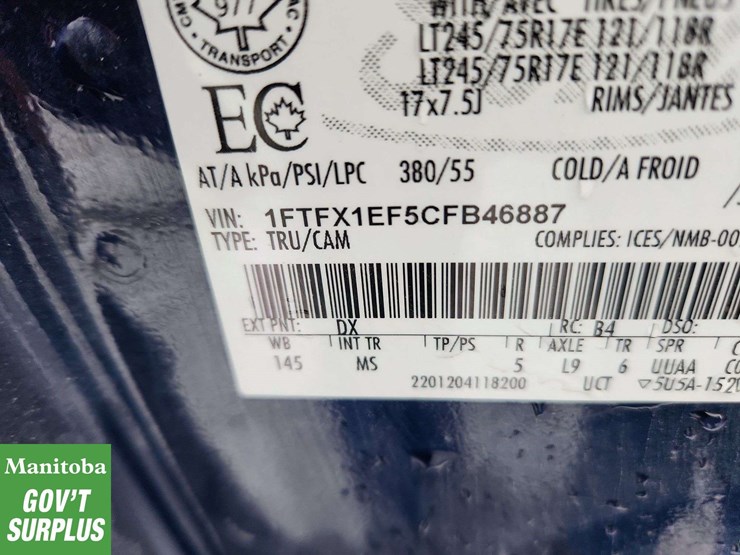 977
TRANSPORT
WITH/AVEC TIRES/PNEUS
LT245/75R17E 121/118R
LT245/75R17E 121/118R
17x7.5J RIMS/JANTES
EC
AT/A kPa/PSI/LPC 380/55 COLD/A FROID
VIN: 1FTFX1EF5CFB46887
TYPE: TRU/CAM COMPLIES: ICES/NMB-00
EXT PNT: DX RC: B4 DSO:
WB INT TR TP/PS R AXLE TR SPR
145 MS 5 L9 6 UUAA
2201204118200 UCT ▽5U5A-152
Manitoba
GOV'T
SURPLUS